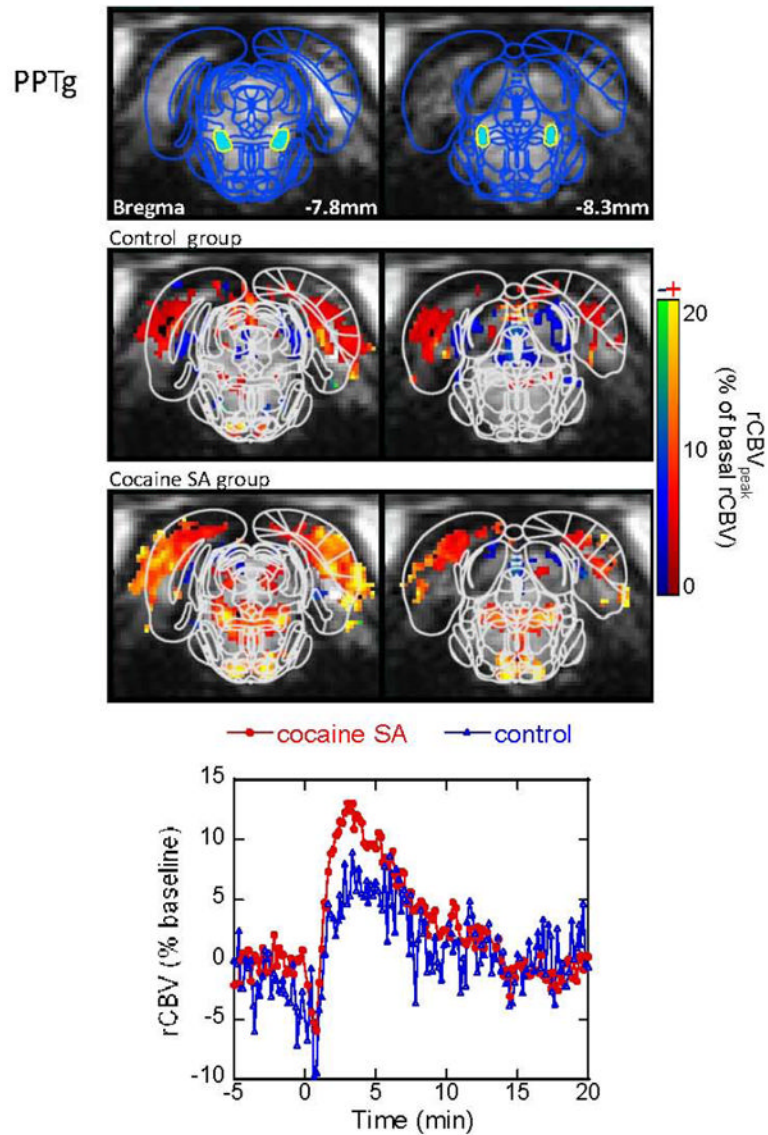 PPTg
Bregma -7.8mm -8.3mm
Control group
Cocaine SA group
- +
20
10
0
rCBVpeak
(% of basal rCBV)
cocaine SA control
15
10
5
0
-5
-10
rCBV (% baseline)
-5 0 5 10 15 20
Time (min)